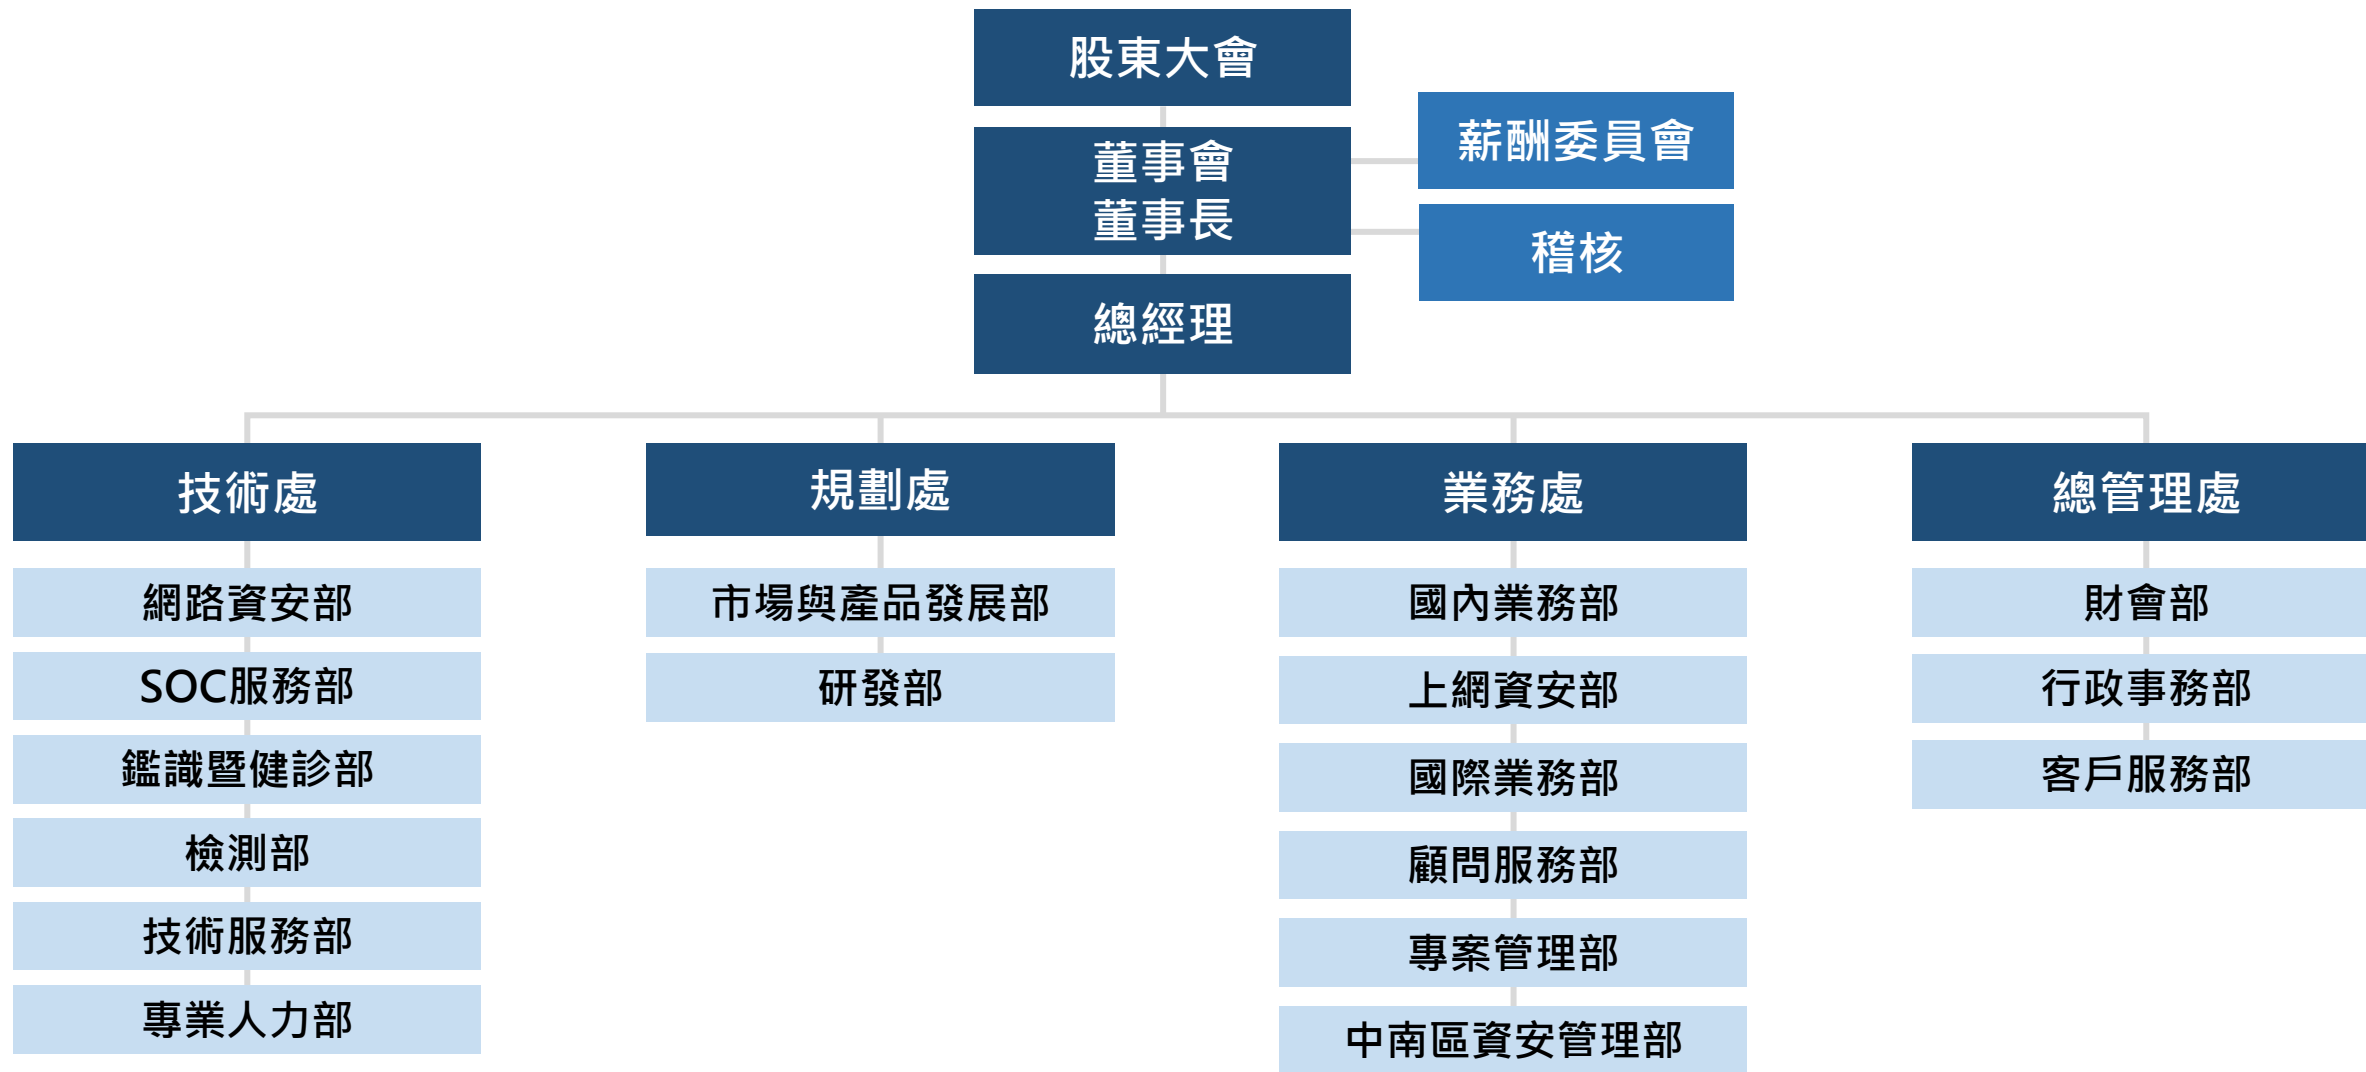 股東大會
董事會
董事長
薪酬委員會
稽核
總經理
技術處
網路資安部
SOC服務部
鑑識暨健診部
檢測部
技術服務部
專業人力部
規劃處
市場與產品發展部
研發部
業務處
國內業務部
上網資安部
國際業務部
顧問服務部
專案管理部
中南區資安管理部
總管理處
財會部
行政事務部
客戶服務部